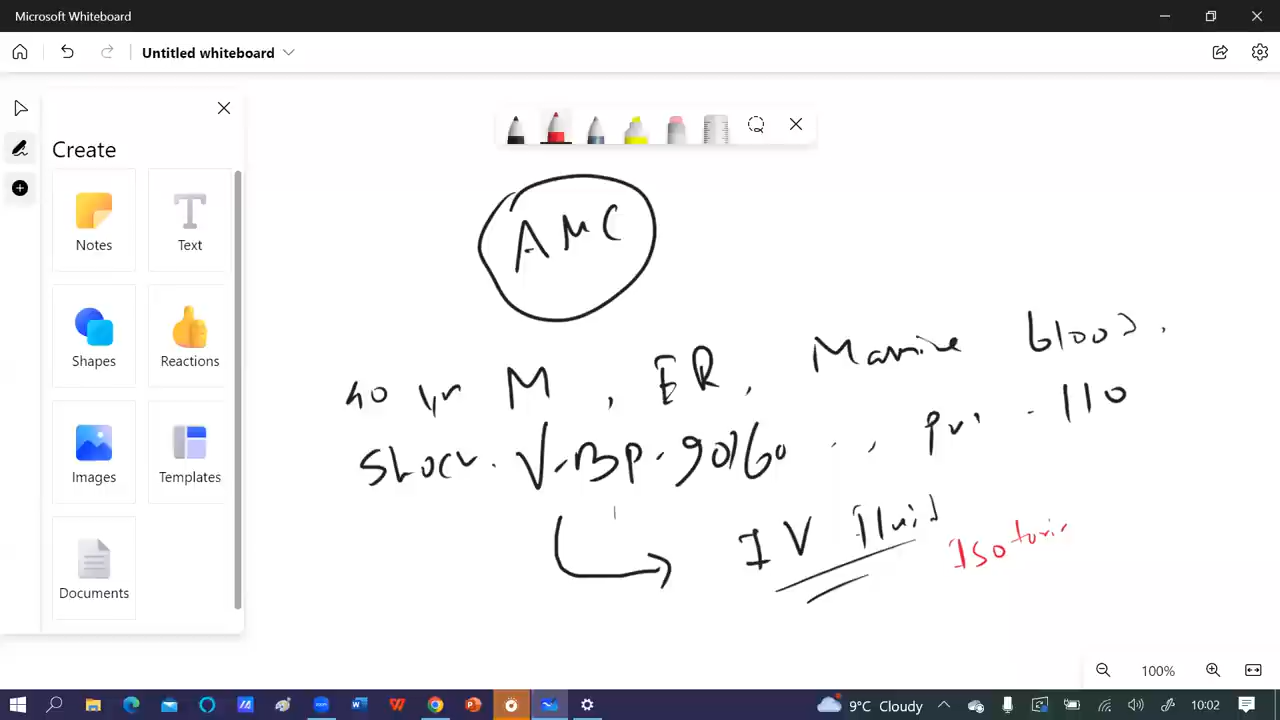 Microsoft Whiteboard
Untitled whiteboard
Create
Notes
Text
Shapes
Reactions
Images
Templates
Documents
AMC
40 yr M , ER , Massive blood .
Shock . V-BP - 90/60 . , - 110
IV fluid
Isotonic
100%
9°C Cloudy
10:02